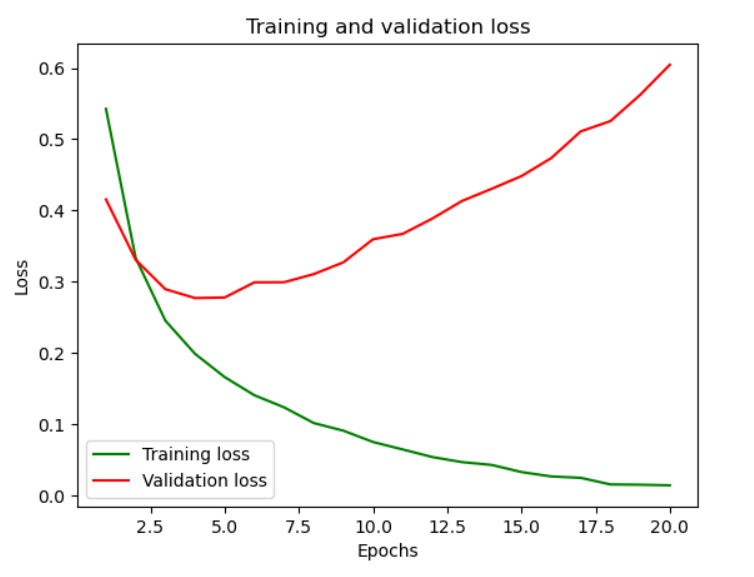 Training and validation loss
0.6
0.5
0.4
0.3
0.2
0.1
0.0
Loss
Training loss
Validation loss
2.5 5.0 7.5 10.0 12.5 15.0 17.5 20.0
Epochs